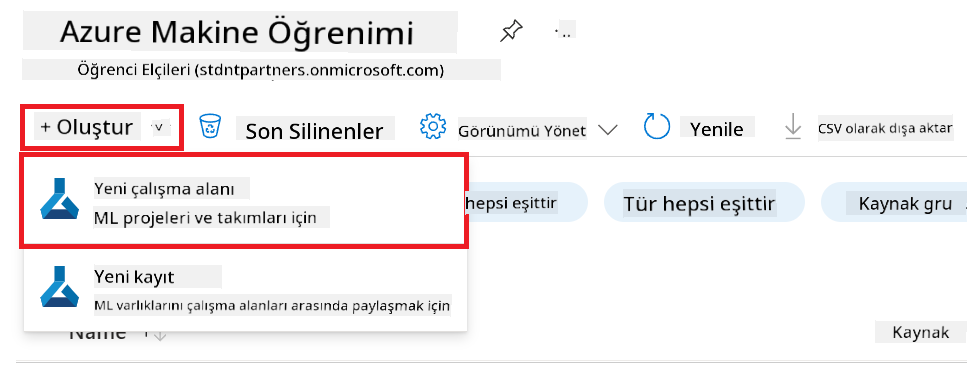 Azure Makine Öğrenimi
Öğrenci Elçileri (stdntpartners.onmicrosoft.com)
+ Oluştur
Son Silinenler
Görünümü Yönet
Yenile
CSV olarak dışa aktar
Yeni çalışma alanı
ML projeleri ve takımları için
hepsi eşittir
Tür hepsi eşittir
Kaynak gru
Yeni kayıt
ML varlıklarını çalışma alanları arasında paylaşmak için
Name
Kaynak